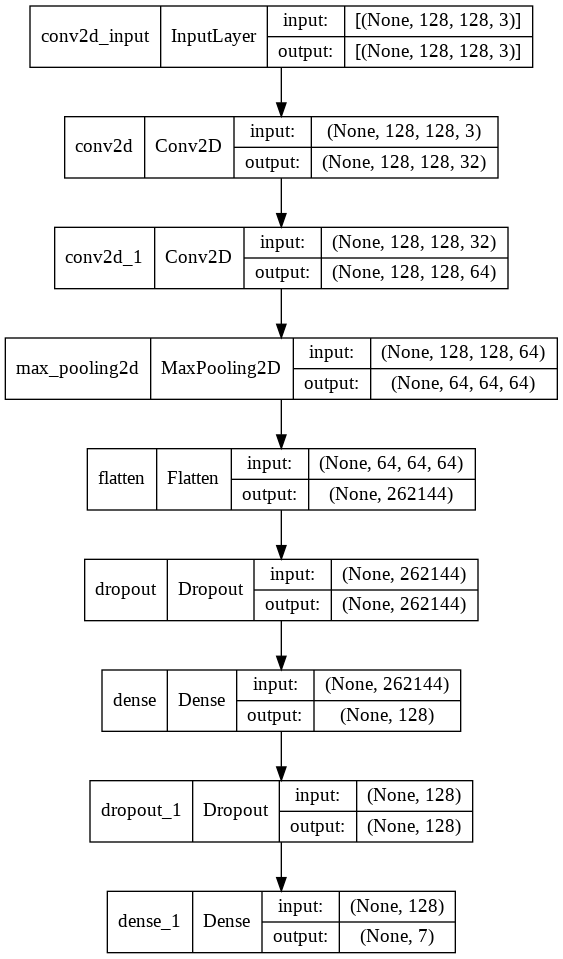 conv2d_input InputLayer input: [(None, 128, 128, 3)]
output: [(None, 128, 128, 3)]
conv2d Conv2D input: (None, 128, 128, 3)
output: (None, 128, 128, 32)
conv2d_1 Conv2D input: (None, 128, 128, 32)
output: (None, 128, 128, 64)
max_pooling2d MaxPooling2D input: (None, 128, 128, 64)
output: (None, 64, 64, 64)
flatten Flatten input: (None, 64, 64, 64)
output: (None, 262144)
dropout Dropout input: (None, 262144)
output: (None, 262144)
dense Dense input: (None, 262144)
output: (None, 128)
dropout_1 Dropout input: (None, 128)
output: (None, 128)
dense_1 Dense input: (None, 128)
output: (None, 7)